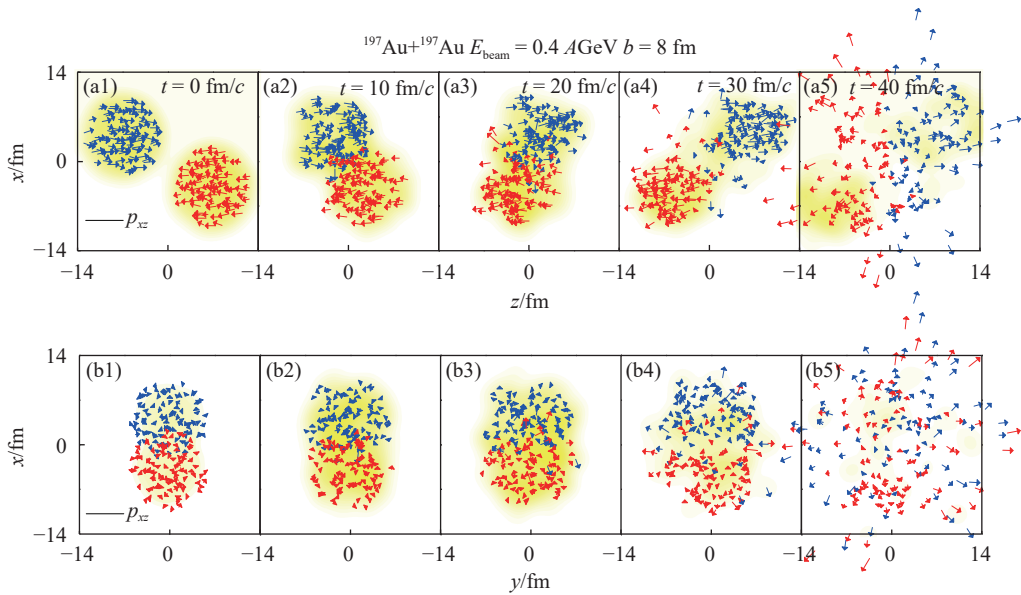 ¹⁹⁷Au+¹⁹⁷Au E_beam = 0.4 AGeV b = 8 fm
14
(a1) t = 0 fm/c (a2) t = 10 fm/c (a3) t = 20 fm/c (a4) t = 30 fm/c (a5) t = 40 fm/c
x/fm
0
p_xz
−14
−14 0 −14 0 −14 0 −14 0 −14 0 14
z/fm
14
(b1) (b2) (b3) (b4) (b5)
x/fm
0
p_xz
−14
−14 0 −14 0 −14 0 −14 0 −14 0 14
y/fm